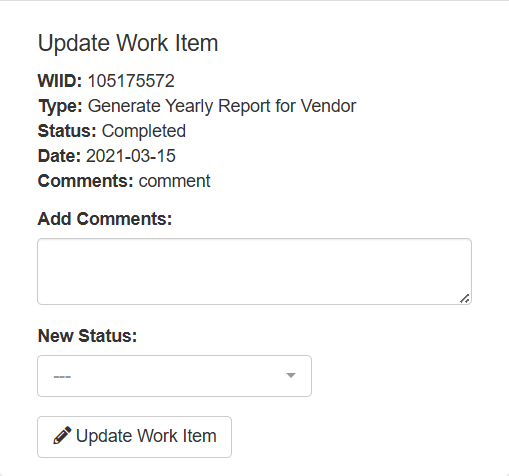 Update Work Item
WIID: 105175572
Type: Generate Yearly Report for Vendor
Status: Completed
Date: 2021-03-15
Comments: comment
Add Comments:
New Status:
---
Update Work Item